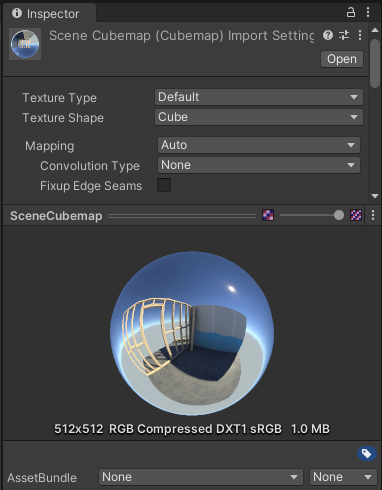 Inspector
Scene Cubemap (Cubemap) Import Setting
Open
Texture Type Default
Texture Shape Cube
Mapping Auto
Convolution Type None
Fixup Edge Seams
SceneCubemap
512x512 RGB Compressed DXT1 sRGB 1.0 MB
AssetBundle None None